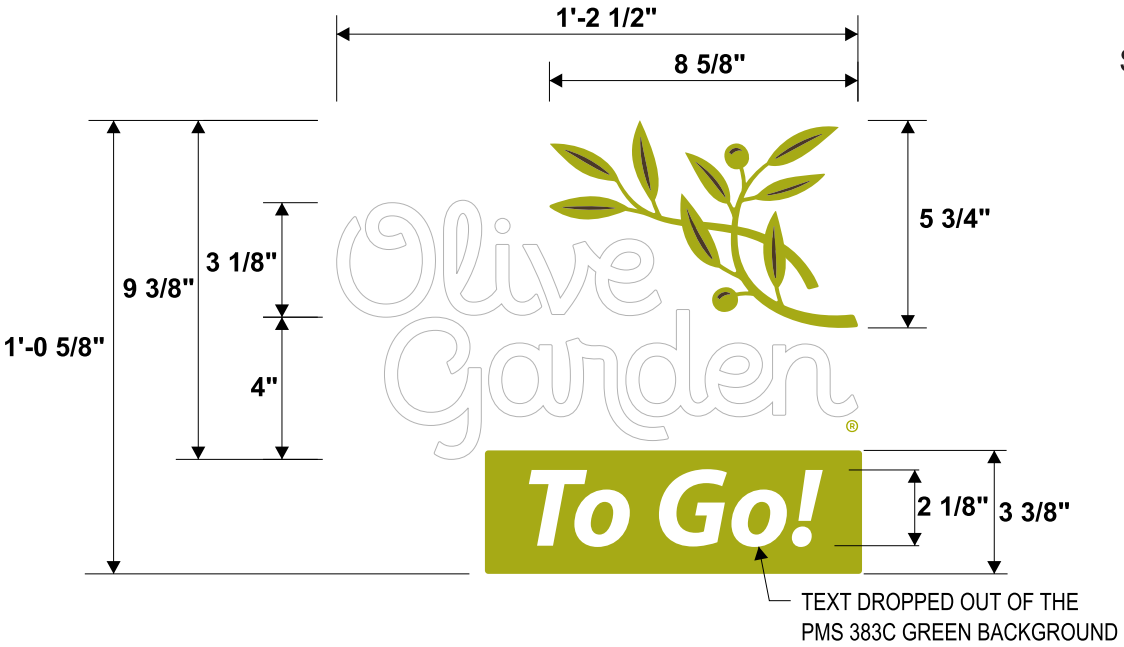 1'-2 1/2"
8 5/8"
5 3/4"
3 1/8"
9 3/8"
1'-0 5/8"
4"
Olive
Garden
®
To Go!
2 1/8"
3 3/8"
TEXT DROPPED OUT OF THE
PMS 383C GREEN BACKGROUND